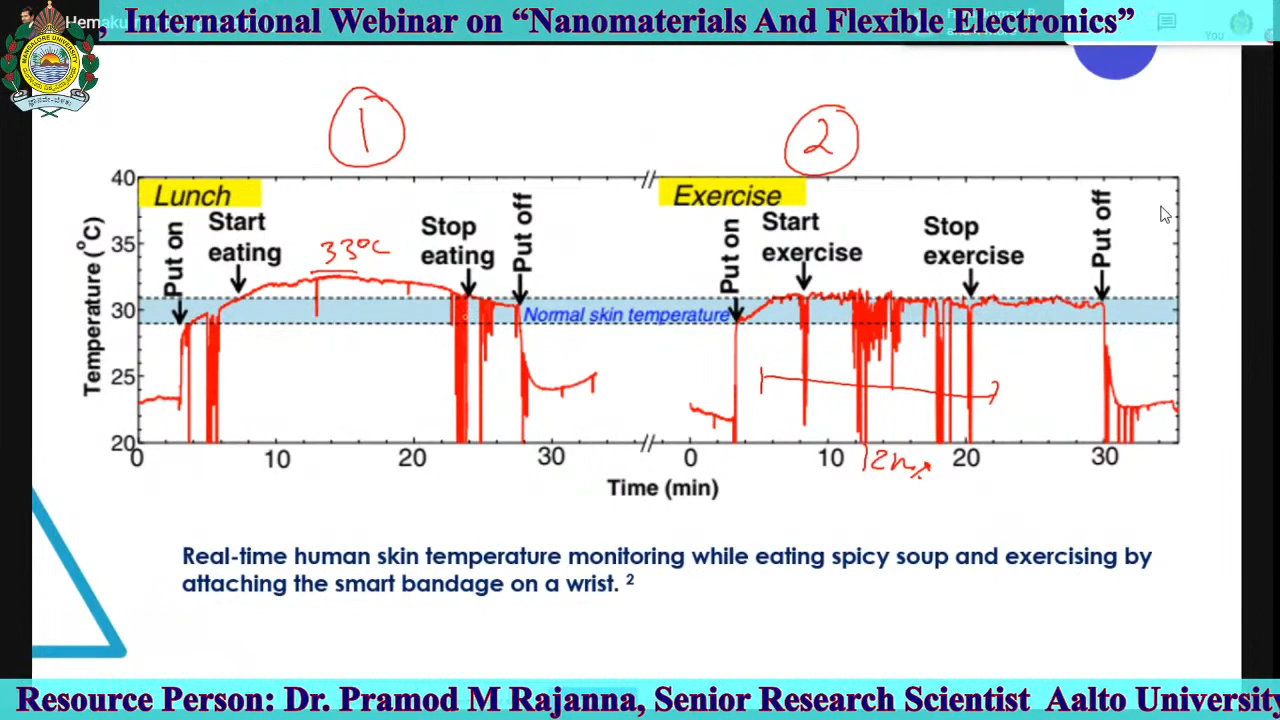 International Webinar on “Nanomaterials And Flexible Electronics”
You
MANGALORE UNIVERSITY
1
2
40
35
30
25
20
Temperature (°C)
Lunch
Put on
Start
eating
33°C
Stop
eating
Put off
Normal skin temperature
Exercise
Put on
Start
exercise
Stop
exercise
Put off
0
10
20
30
0
10
20
30
Time (min)
Real-time human skin temperature monitoring while eating spicy soup and exercising by
attaching the smart bandage on a wrist. 2
Resource Person: Dr. Pramod M Rajanna, Senior Research Scientist Aalto University